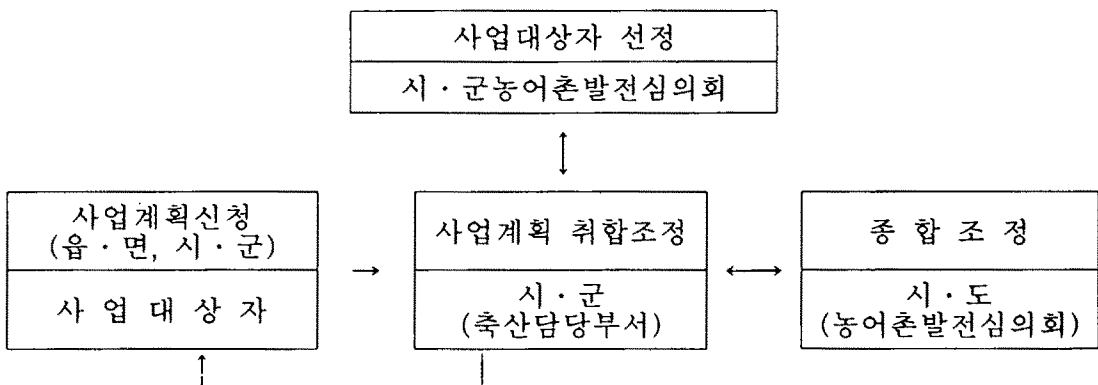 사업대상자 선정
시·군농어촌발전심의회
↕
사업계획신청
(읍·면, 시·군)
사 업 대 상 자
→
사업계획 취합조정
시·군
(축산담당부서)
↔
종 합 조 정
시·도
(농어촌발전심의회)
↑